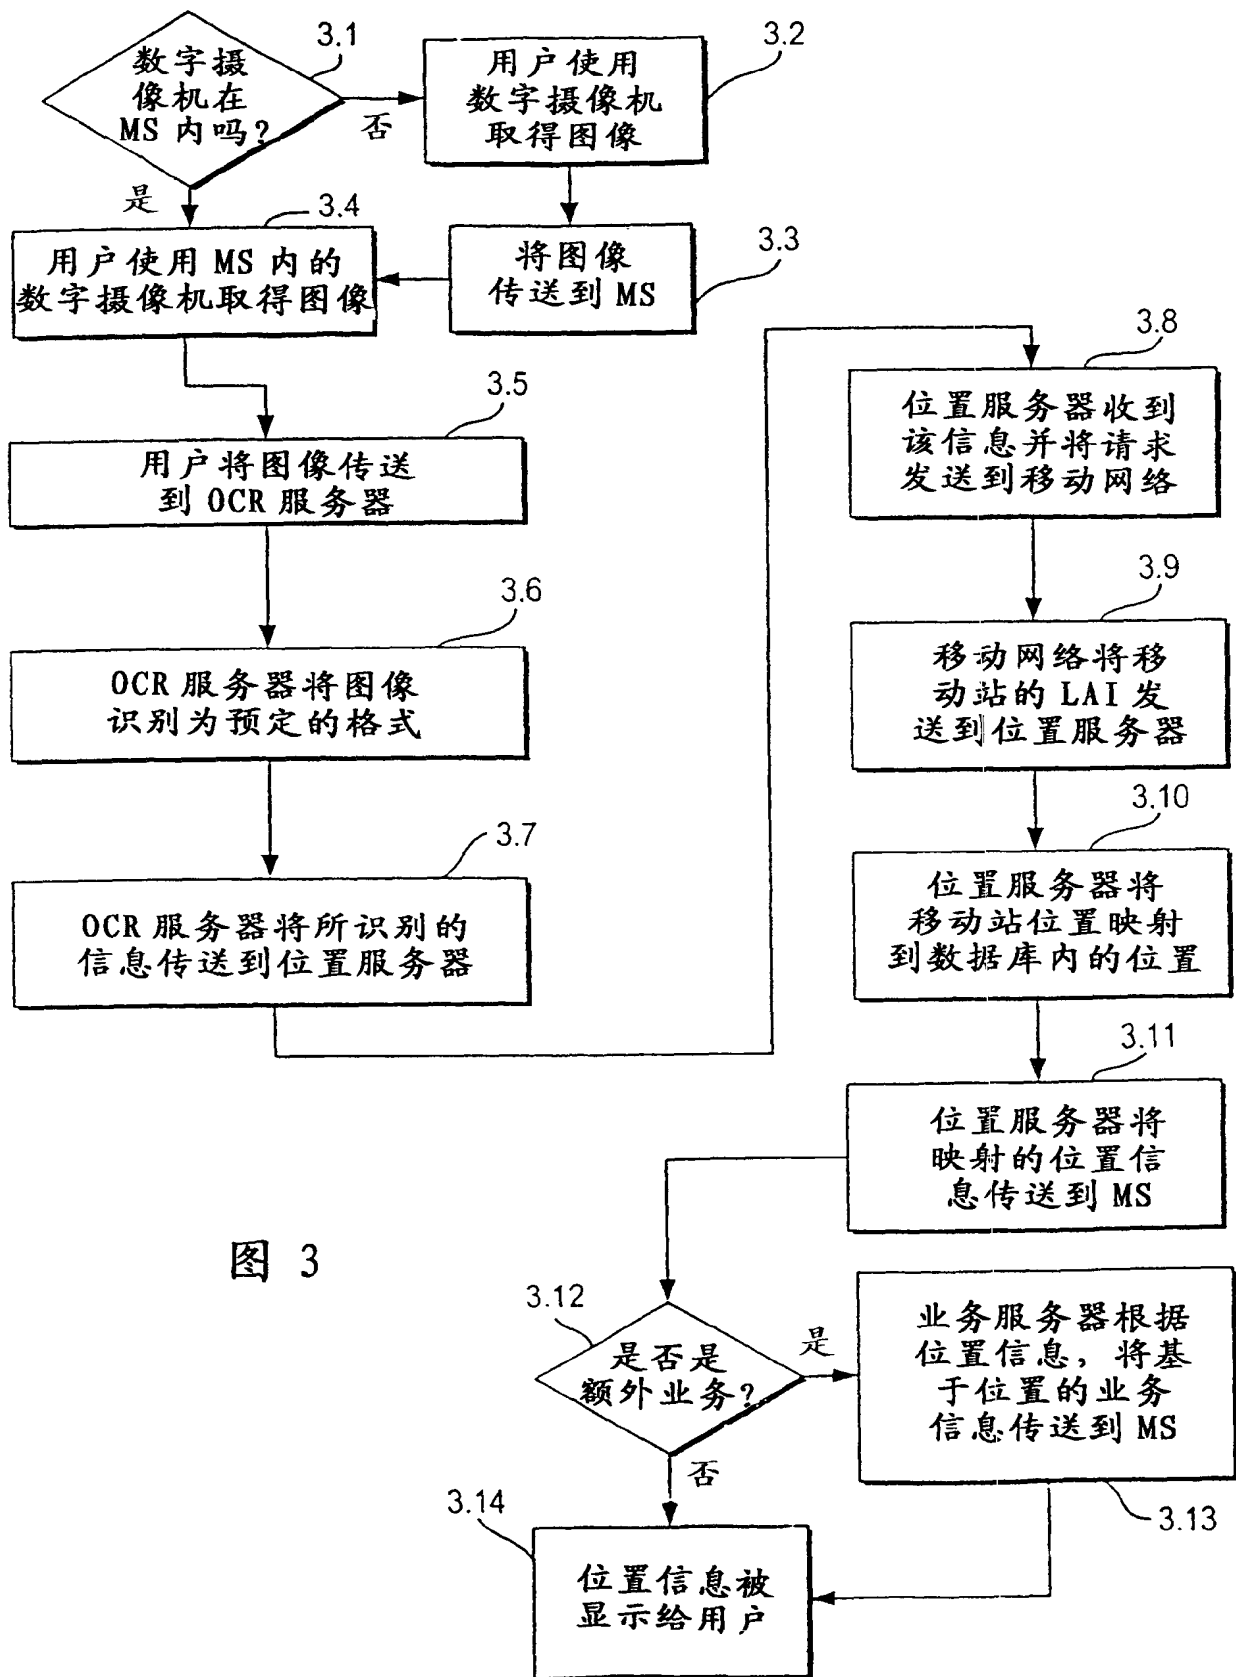 3.1
数字摄
像机在
MS 内吗?
否
是
3.2
用户使用
数字摄像机
取得图像
3.3
将图像
传送到 MS
3.4
用户使用 MS 内的
数字摄像机取得图像
3.5
用户将图像传送
到 OCR 服务器
3.6
OCR 服务器将图像
识别为预定的格式
3.7
OCR 服务器将所识别的
信息传送到位置服务器
3.8
位置服务器收到
该信息并将请求
发送到移动网络
3.9
移动网络将移
动站的 LAI 发
送到位置服务器
3.10
位置服务器将
移动站位置映射
到数据库内的位置
3.11
位置服务器将
映射的位置信
息传送到 MS
图 3
3.12
是否是
额外业务?
是
否
业务服务器根据
位置信息, 将基
于位置的业务
信息传送到 MS
3.13
3.14
位置信息被
显示给用户